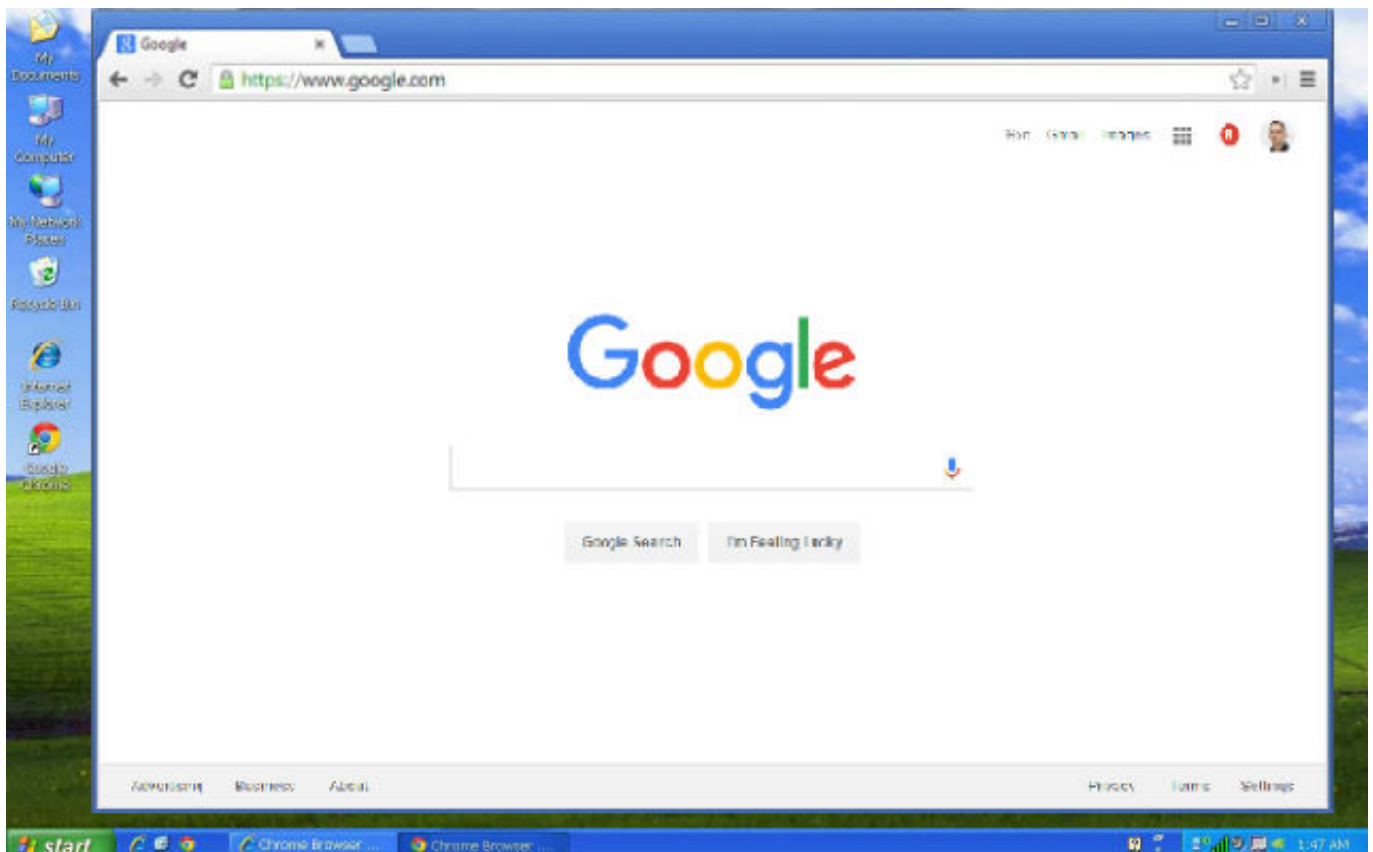 My
Documents
My
Computer
My Network
Places
Recycle Bin
Internet
Explorer
Google
Chrome
Google
https://www.google.com
Gmail Images
8
Google
Google Search I'm Feeling Lucky
Advertising Business About
Privacy Terms Settings
start Chrome Browser ... Chrome Browser ... 1:47 AM